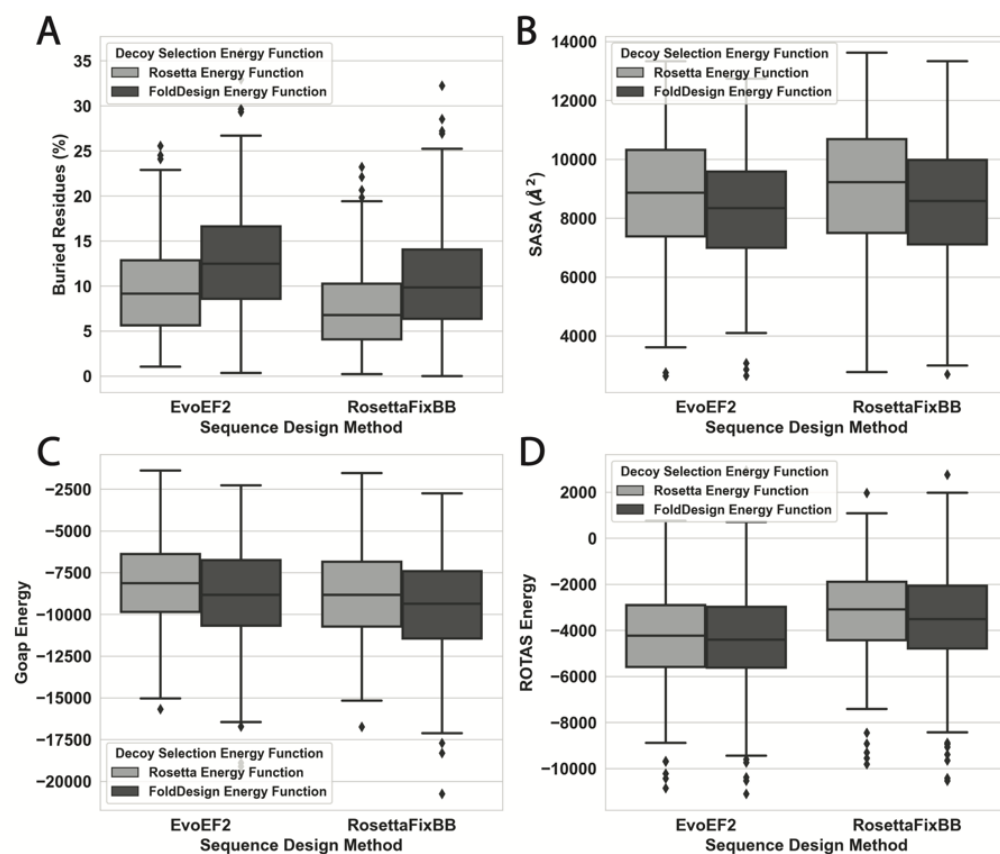 A
Decoy Selection Energy Function
Rosetta Energy Function
FoldDesign Energy Function
35
30
25
20
15
10
5
0
Buried Residues (%)
EvoEF2
RosettaFixBB
Sequence Design Method
B
Decoy Selection Energy Function
Rosetta Energy Function
FoldDesign Energy Function
14000
12000
10000
8000
6000
4000
SASA (Å²)
EvoEF2
RosettaFixBB
Sequence Design Method
C
−2500
−5000
−7500
−10000
−12500
−15000
−17500
−20000
Goap Energy
Decoy Selection Energy Function
Rosetta Energy Function
FoldDesign Energy Function
EvoEF2
RosettaFixBB
Sequence Design Method
D
Decoy Selection Energy Function
Rosetta Energy Function
FoldDesign Energy Function
2000
0
−2000
−4000
−6000
−8000
−10000
ROTAS Energy
EvoEF2
RosettaFixBB
Sequence Design Method